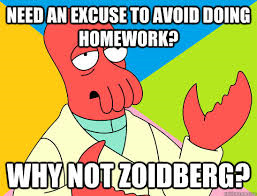 NEED AN EXCUSE TO AVOID DOING
HOMEWORK?
WHY NOT ZOIDBERG?